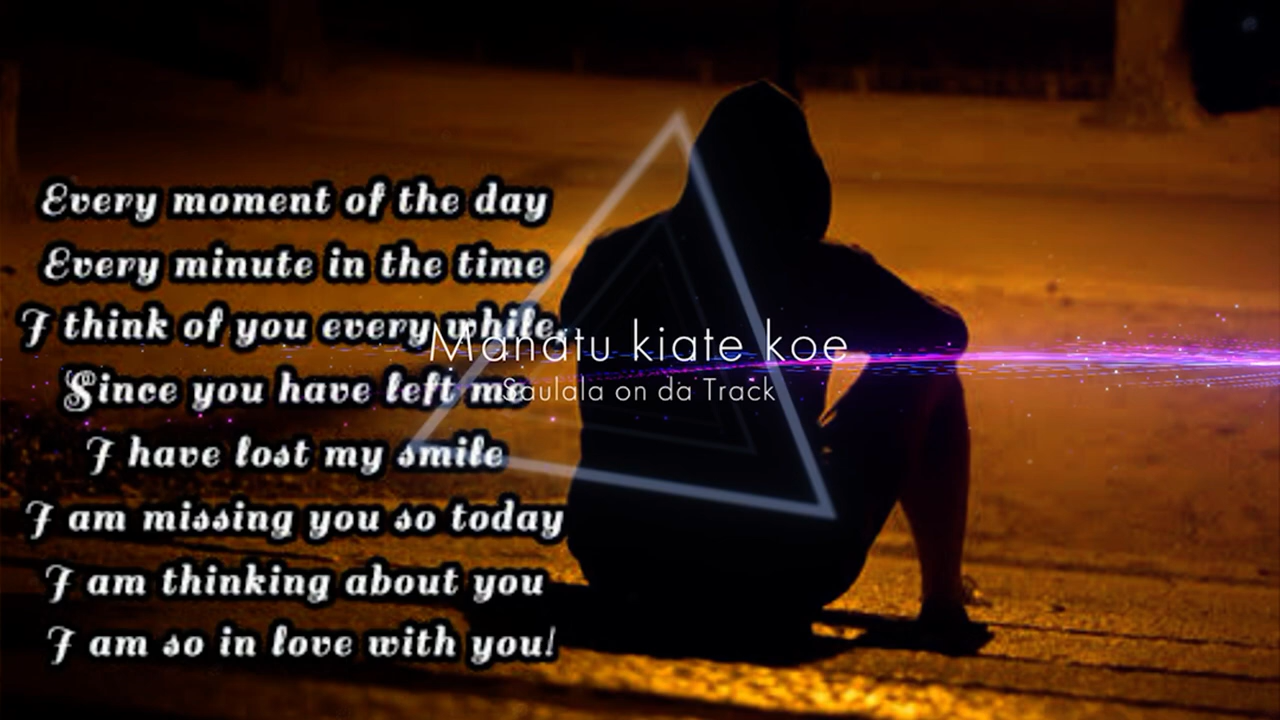 Every moment of the day
Every minute in the time
I think of you every while.
Since you have left me
I have lost my smile
I am missing you so today
I am thinking about you
I am so in love with you!
Manatu kiate koe
Saulala on da Track